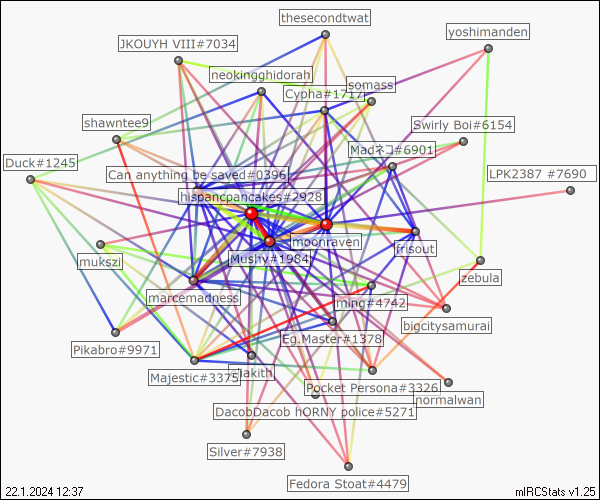 thesecondtwat
yoshimanden
JKOUYH VIII#7034
neokingghidorah
somass
Cypha#1717
shawntee9
Swirly Boi#6154
Madネコ#6901
Duck#1245
Can anything be saved#0396
LPK2387 #7690
hispancpancakes#2928
moonraven
frisout
mukszi
Mushy#1984
zebula
marcemadness
ming#4742
bigcitysamurai
Eg.Master#1378
Pikabro#9971
Majestic#3375
Pocket Persona#3326
normalwan
DacobDacob hORNY police#5271
Silver#7938
Fedora Stoat#4479
22.1.2024 12:37
mIRCStats v1.25